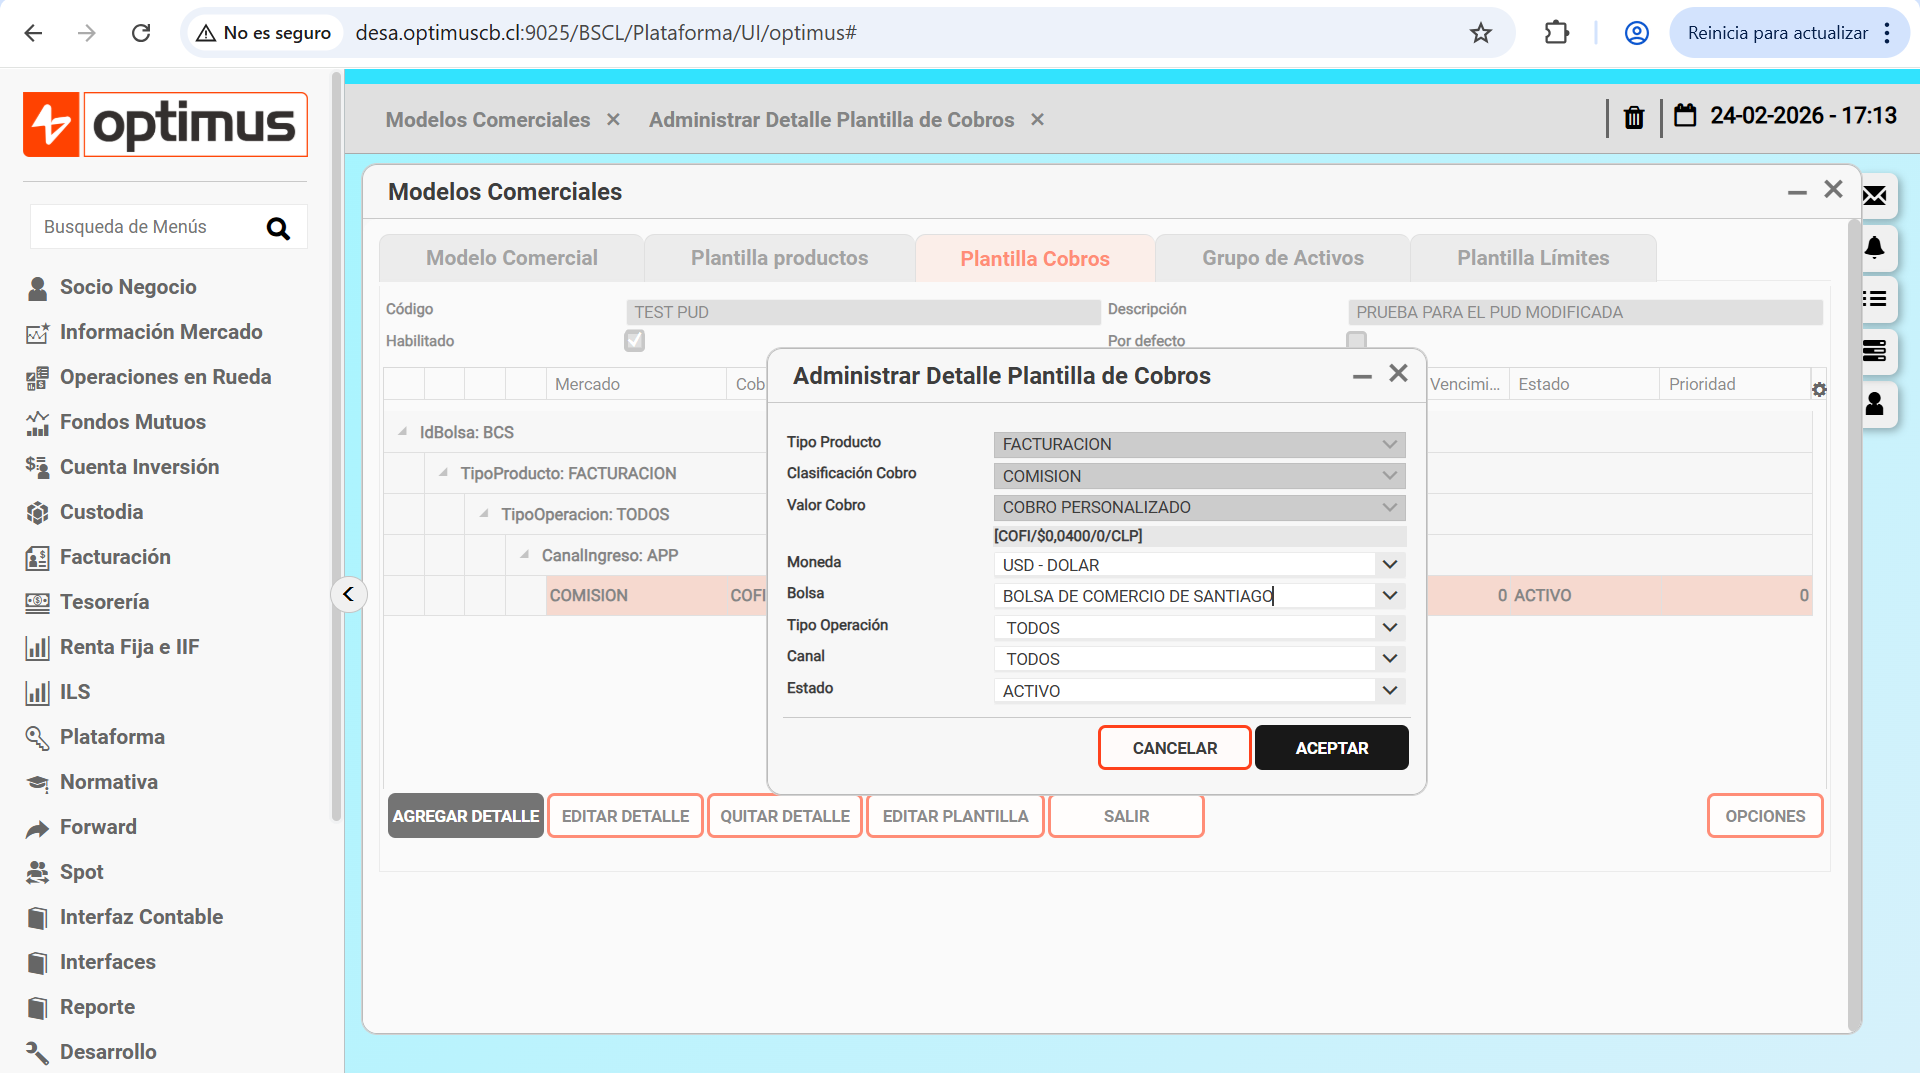 No es seguro
desa.optimuscb.cl:9025/BSCL/Plataforma/UI/optimus#
Reinicia para actualizar
optimus
Busqueda de Menús
Socio Negocio
Información Mercado
Operaciones en Rueda
Fondos Mutuos
Cuenta Inversión
Custodia
Facturación
Tesorería
Renta Fija e IIF
ILS
Plataforma
Normativa
Forward
Spot
Interfaz Contable
Interfaces
Reporte
Desarrollo
Modelos Comerciales
Administrar Detalle Plantilla de Cobros
24-02-2026 - 17:13
Modelos Comerciales
Modelo Comercial
Plantilla productos
Plantilla Cobros
Grupo de Activos
Plantilla Límites
Código
TEST PUD
Descripción
PRUEBA PARA EL PUD MODIFICADA
Habilitado
Por defecto
Mercado
Cob
Vencimi...
Estado
Prioridad
IdBolsa: BCS
TipoProducto: FACTURACION
TipoOperacion: TODOS
CanalIngreso: APP
COMISION
COFI
0
ACTIVO
0
Administrar Detalle Plantilla de Cobros
Tipo Producto
FACTURACION
Clasificación Cobro
COMISION
Valor Cobro
COBRO PERSONALIZADO
[COFI/$0,0400/0/CLP]
Moneda
USD - DOLAR
Bolsa
BOLSA DE COMERCIO DE SANTIAGO
Tipo Operación
TODOS
Canal
TODOS
Estado
ACTIVO
CANCELAR
ACEPTAR
AGREGAR DETALLE
EDITAR DETALLE
QUITAR DETALLE
EDITAR PLANTILLA
SALIR
OPCIONES